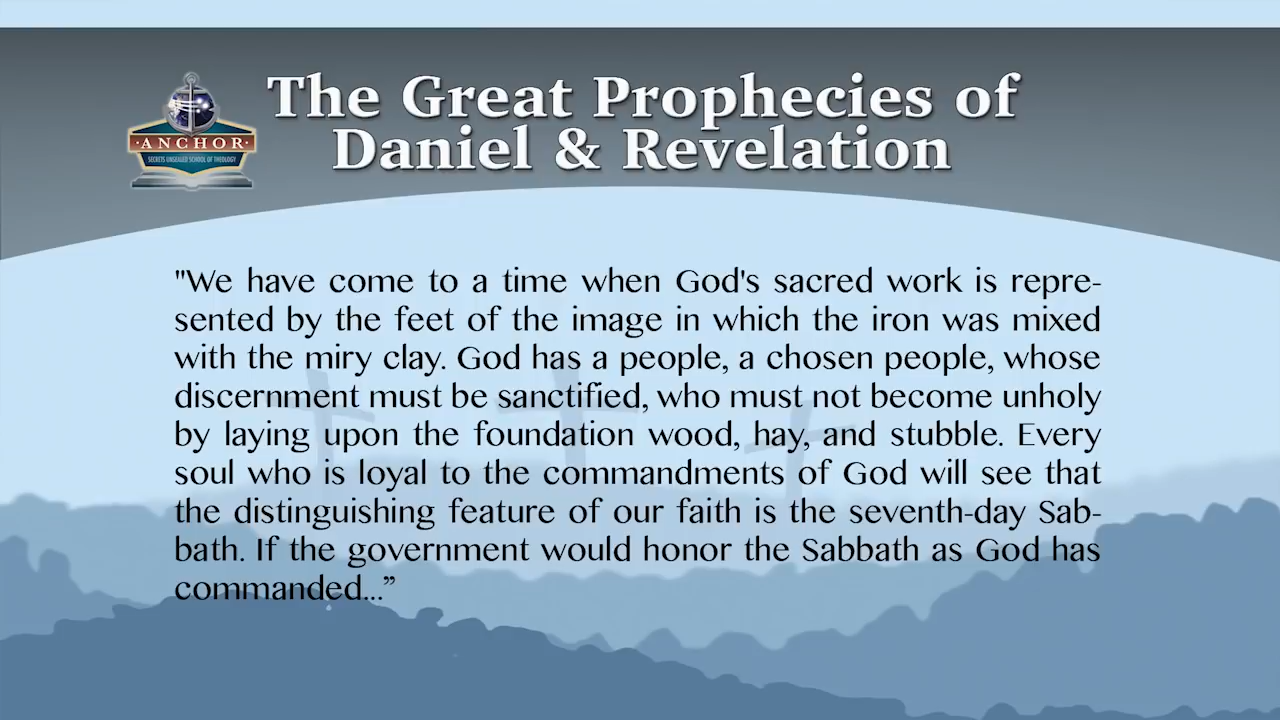 The Great Prophecies of
Daniel & Revelation
·ANCHOR·
SECRETS UNSEALED SCHOOL OF THEOLOGY
"We have come to a time when God's sacred work is repre-
sented by the feet of the image in which the iron was mixed
with the miry clay. God has a people, a chosen people, whose
discernment must be sanctified, who must not become unholy
by laying upon the foundation wood, hay, and stubble. Every
soul who is loyal to the commandments of God will see that
the distinguishing feature of our faith is the seventh-day Sab-
bath. If the government would honor the Sabbath as God has
commanded...”